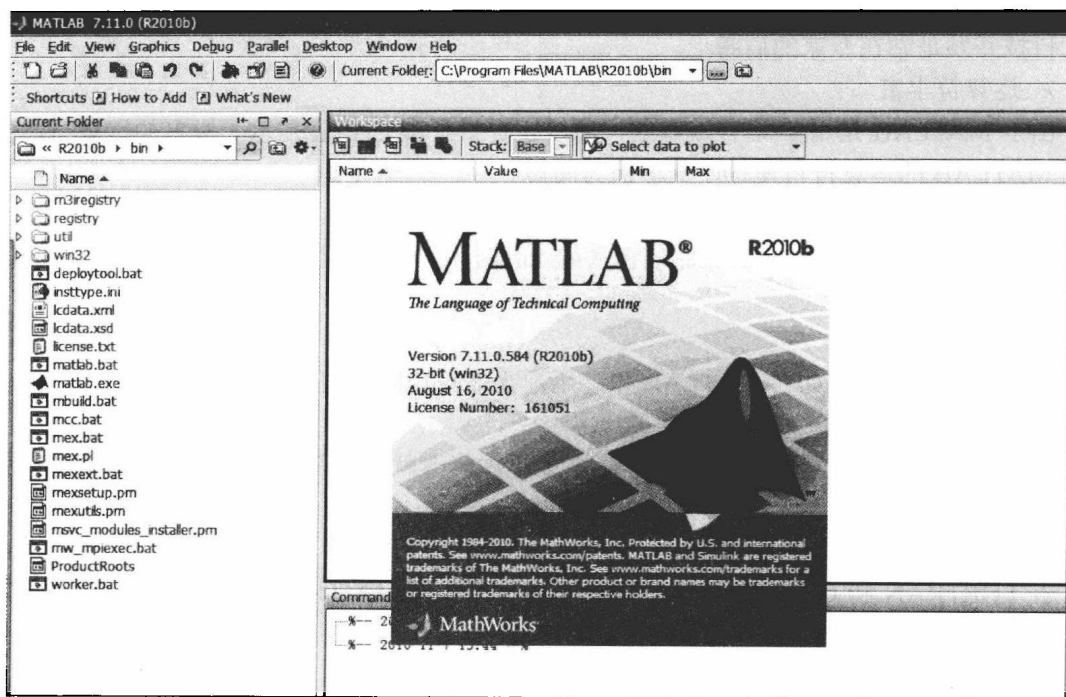 MATLAB 7.11.0 (R2010b)
File Edit View Graphics Debug Parallel Desktop Window Help
Current Folder: C:\Program Files\MATLAB\R2010b\bin
Shortcuts How to Add What's New
Current Folder
« R2010b bin
Name
m3iregistry
registry
util
win32
deploytool.bat
insttype.ini
lcdata.xml
lcdata.xsd
license.txt
matlab.bat
matlab.exe
mbuild.bat
mcc.bat
mex.bat
mex.pl
mexext.bat
mexsetup.pm
mexutils.pm
msvc_modules_installer.pm
mw_mpiexec.bat
ProductRoots
worker.bat
Workspace
Stack: Base Select data to plot
Name Value Min Max
MATLAB® R2010b
The Language of Technical Computing
Version 7.11.0.584 (R2010b)
32-bit (win32)
August 16, 2010
License Number: 161051
Copyright 1984-2010. The MathWorks, Inc. Protected by U.S. and international
patents. See www.mathworks.com/patents. MATLAB and Simulink are registered
trademarks of The MathWorks, Inc. See www.mathworks.com/trademarks for a
list of additional trademarks. Other product or brand names may be trademarks
or registered trademarks of their respective holders.
MathWorks
Command
%-- 20
%--